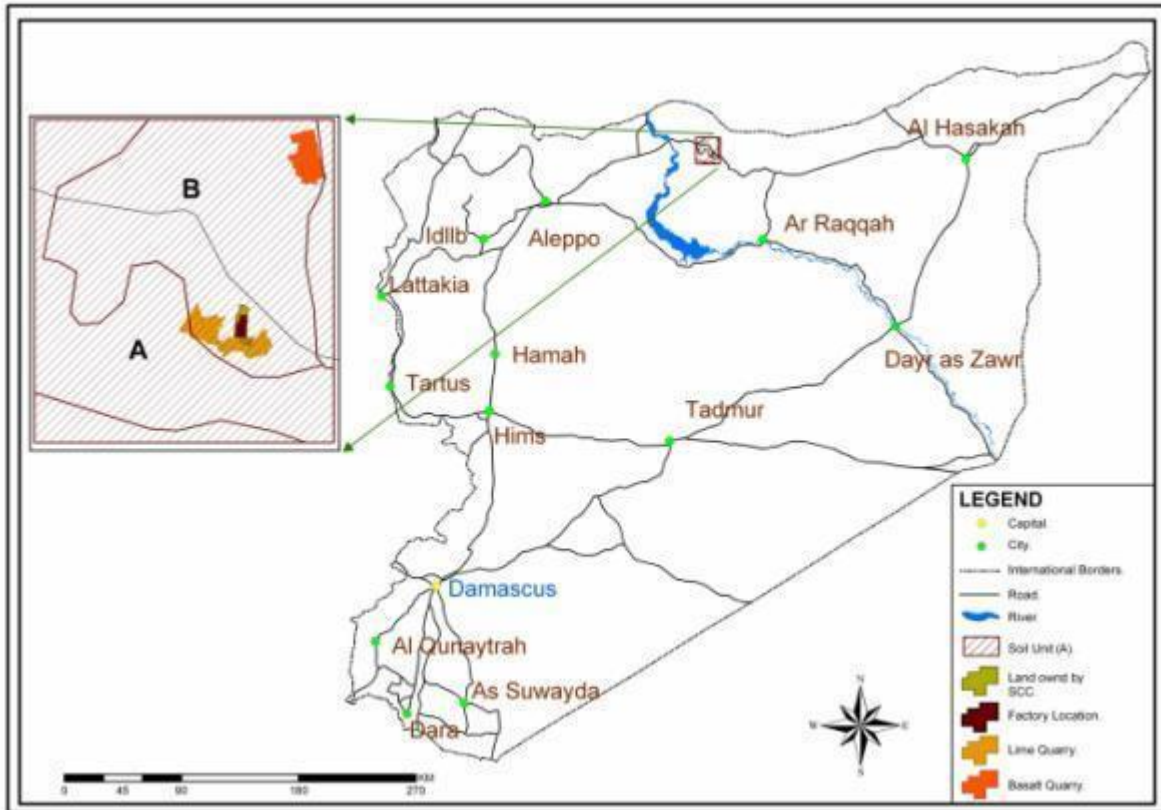 Al Hasakah
B
Ar Raqqah
Idllb
Aleppo
Lattakia
A
Hamah
Dayr as Zawr
Tartus
Tadmur
Hims
LEGEND
Capital.
City.
International Borders.
Road.
River.
Soil Unit (A).
Land ownd by
SCC.
Factory Location.
Lime Quarry.
Basalt Quarry.
Damascus
Al Qunaytrah
As Suwayda
Dara
N
W
E
S
KM
0 45 90 180 270